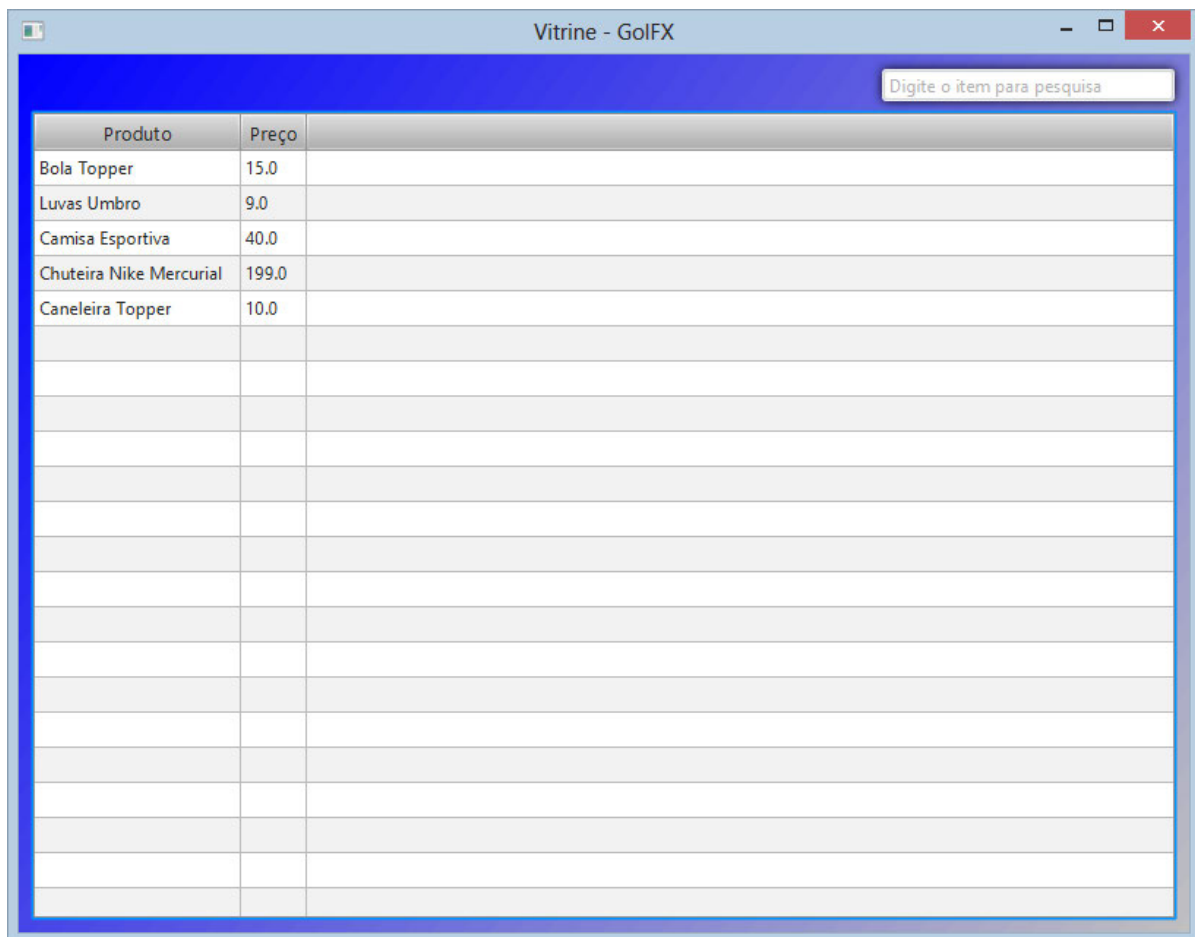 Vitrine - GolFX
Digite o item para pesquisa
Produto Preço
Bola Topper 15.0
Luvas Umbro 9.0
Camisa Esportiva 40.0
Chuteira Nike Mercurial 199.0
Caneleira Topper 10.0